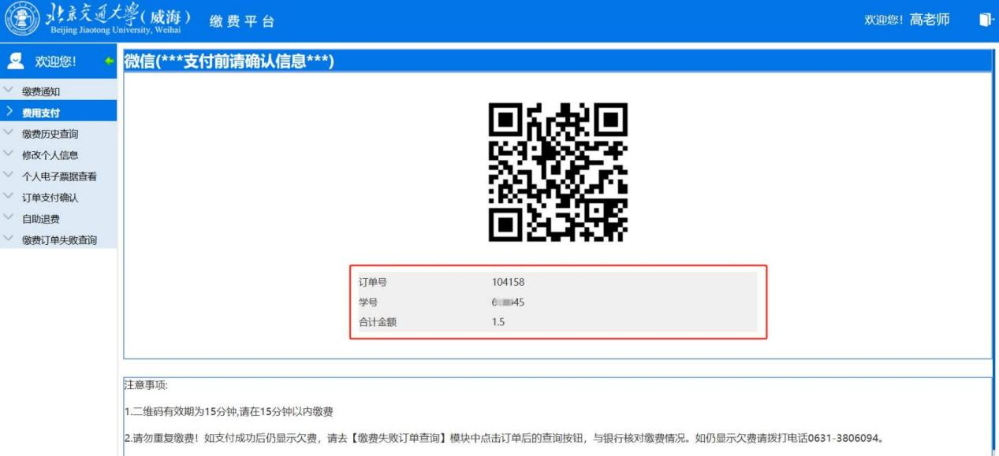 北京交通大学(威海)
Beijing Jiaotong University, Weihai
缴费平台
欢迎您！高老师
欢迎您！
缴费通知
费用支付
缴费历史查询
修改个人信息
个人电子票据查看
订单支付确认
自助退费
缴费订单失败查询
微信(***支付前请确认信息***)
订单号 104158
学号 6 45
合计金额 1.5
注意事项:
1.二维码有效期为15分钟,请在15分钟以内缴费
2.请勿重复缴费！如支付成功后仍显示欠费，请去【缴费失败订单查询】模块中点击订单后的查询按钮，与银行核对缴费情况。如仍显示欠费请拨打电话0631-3806094。